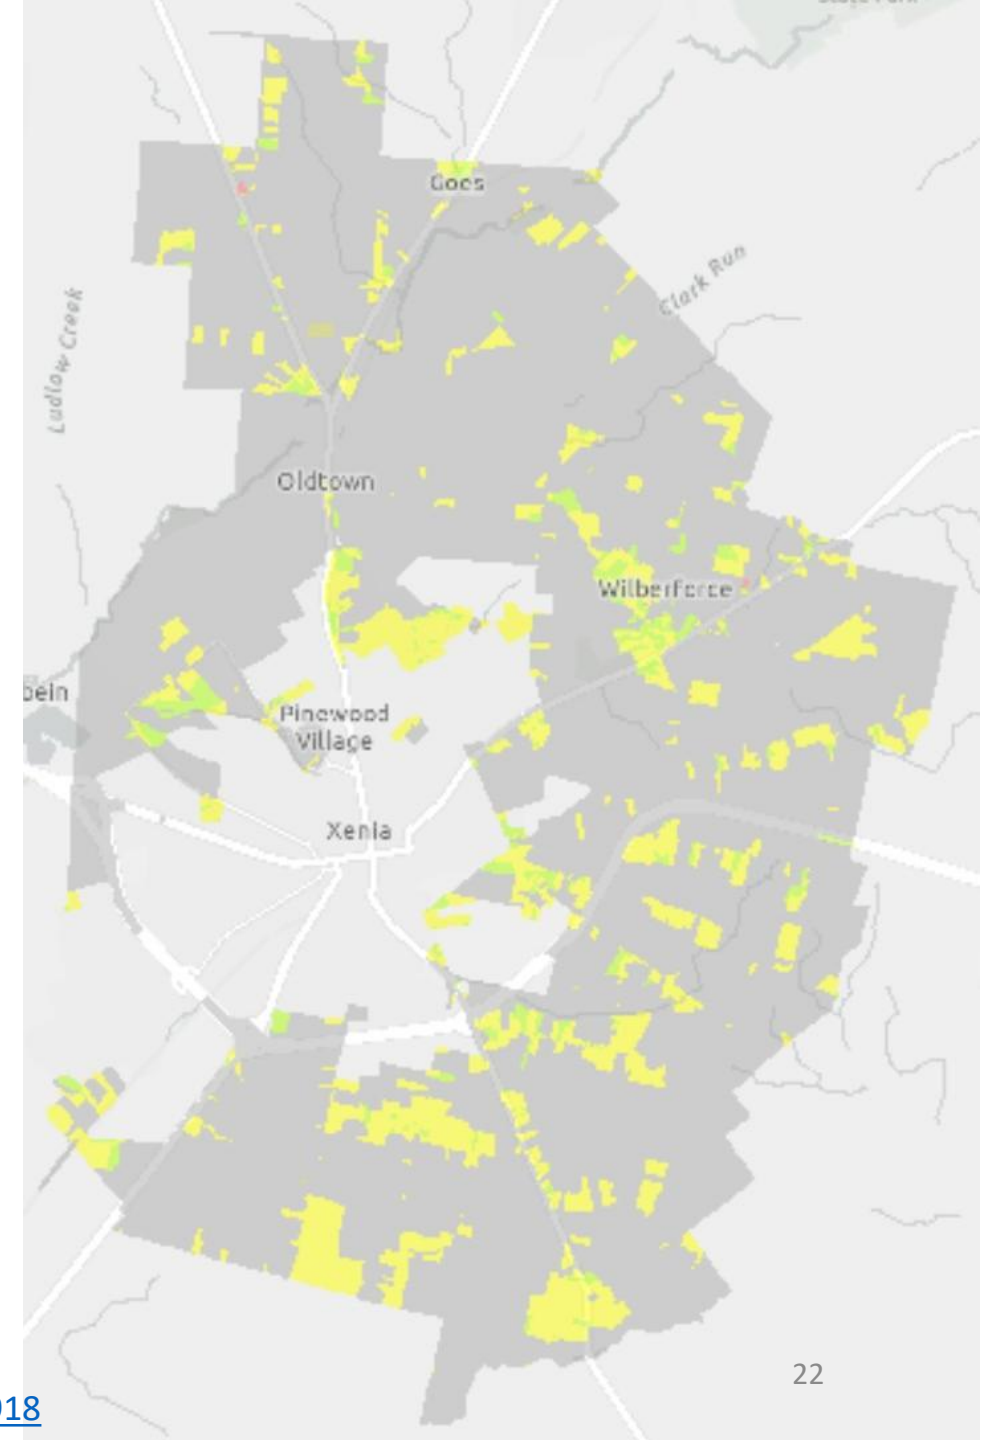 Goes
Clark Run
Ludlow Creek
Oldtown
Wilberforce
bein
Pinewood
Village
Xenia
22
018